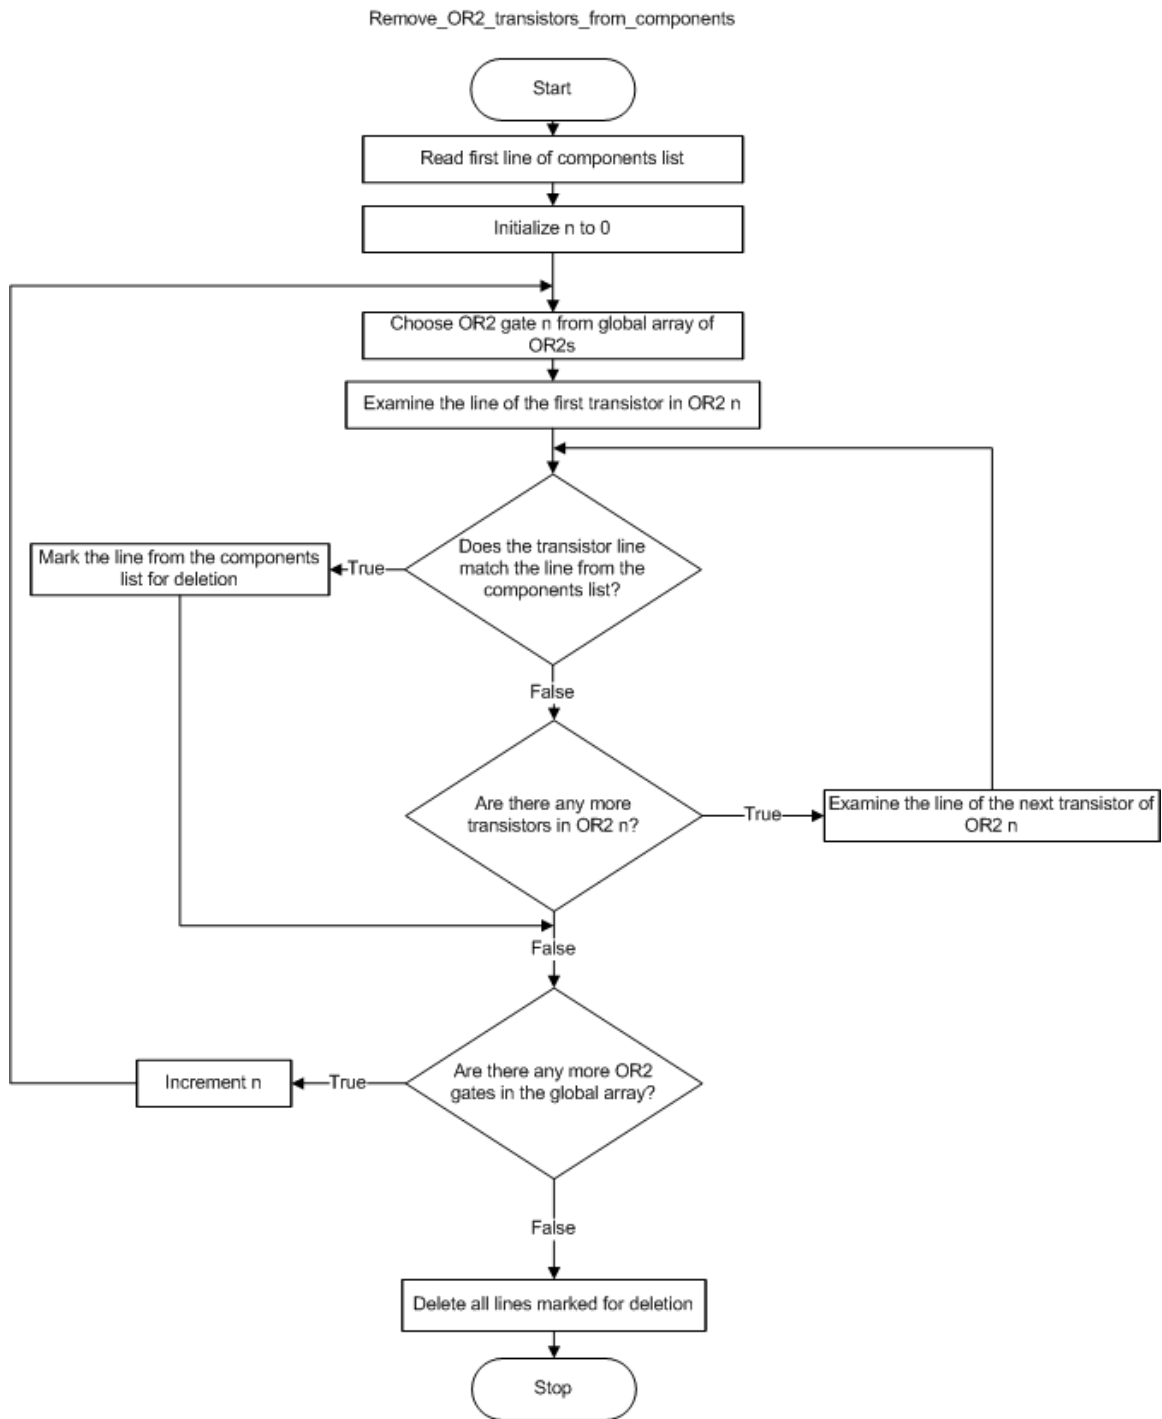 Remove_OR2_transistors_from_components
Start
Read first line of components list
Initialize n to 0
Choose OR2 gate n from global array of
OR2s
Examine the line of the first transistor in OR2 n
Does the transistor line
match the line from the
components list?
True
Mark the line from the components
list for deletion
False
Are there any more
transistors in OR2 n?
True
Examine the line of the next transistor of
OR2 n
False
Are there any more OR2
gates in the global array?
True
Increment n
False
Delete all lines marked for deletion
Stop